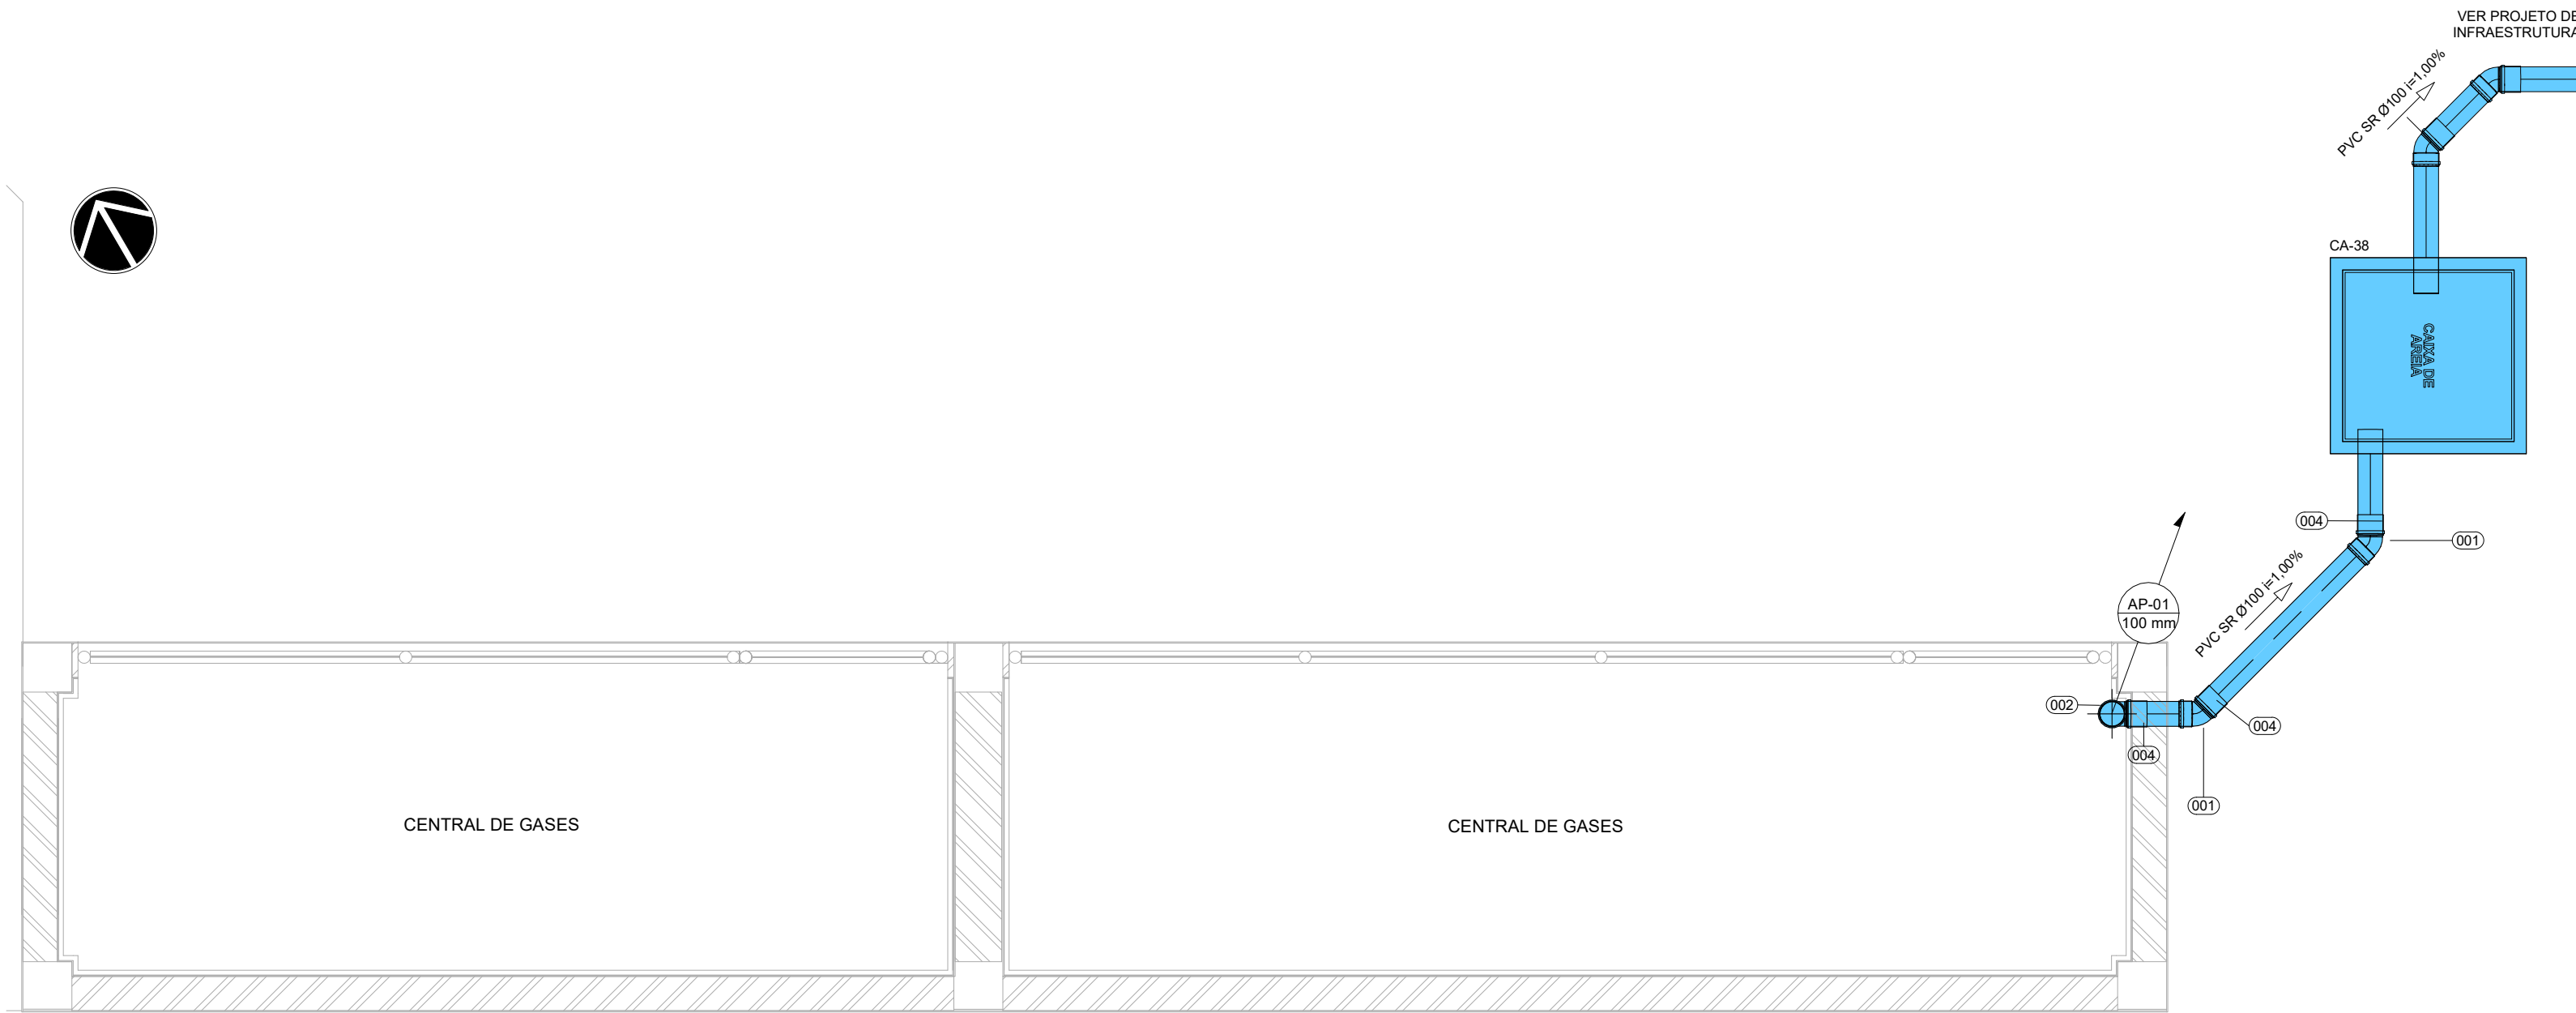 VER PROJETO DE
INFRAESTRUTURA
PVC SR Ø100 i=1,00%
CA-38
CAIXA DE
AREIA
004
001
PVC SR Ø100 i=1,00%
AP-01
100 mm
002
004
004
001
CENTRAL DE GASES
CENTRAL DE GASES